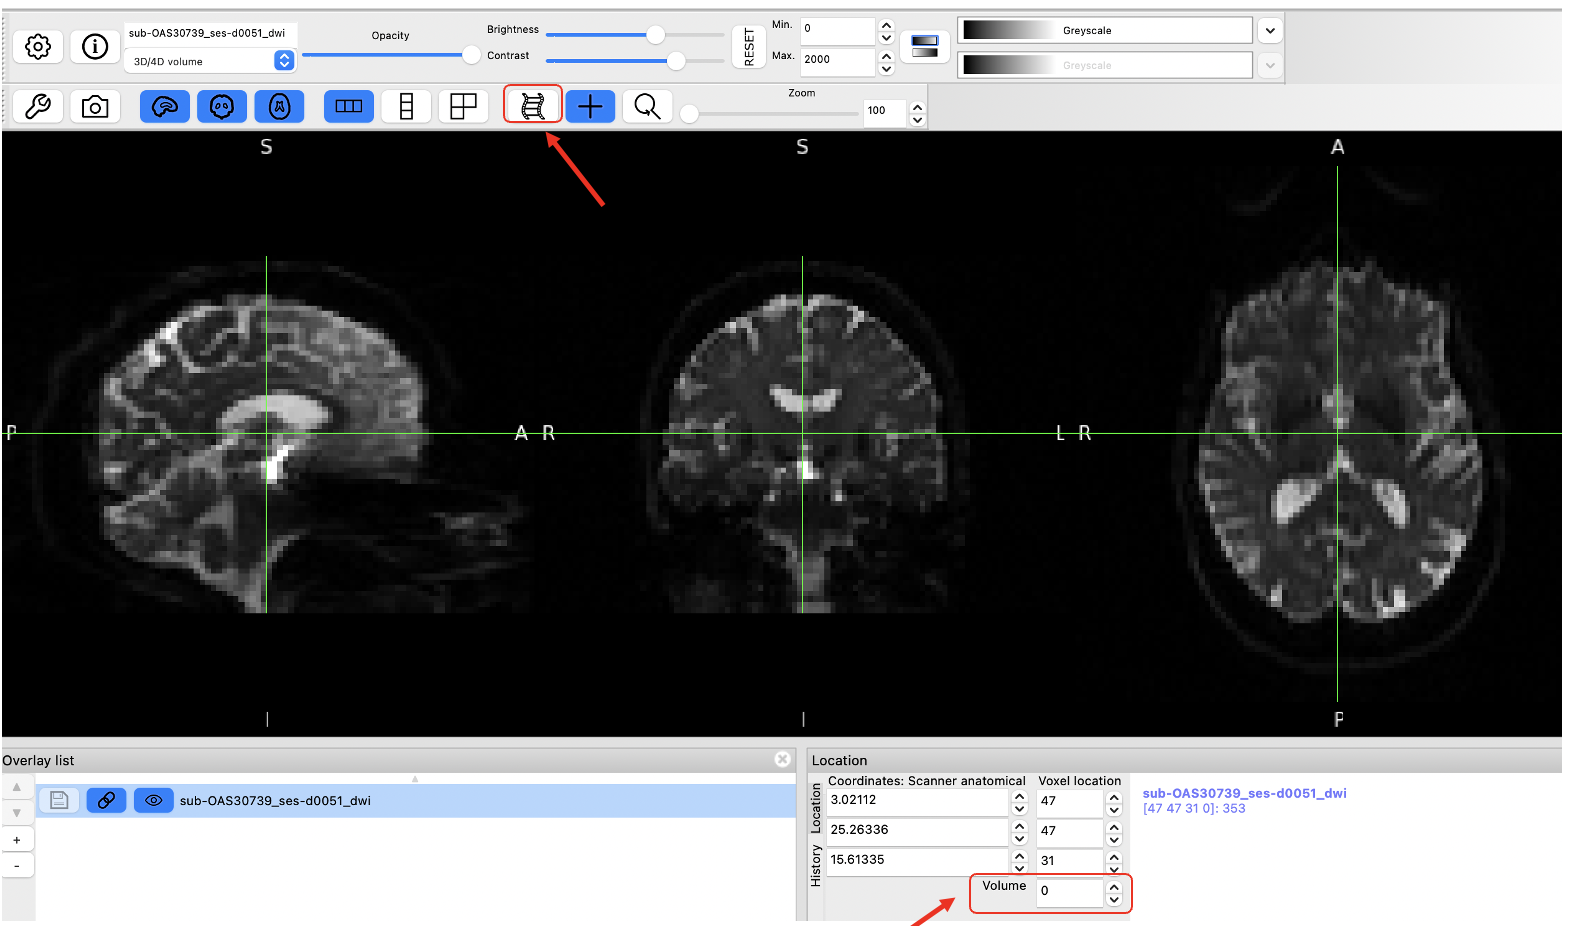 sub-OAS30739_ses-d0051_dwi
3D/4D volume
Opacity
Brightness
Contrast
RESET
Min.
0
Max.
2000
Greyscale
Greyscale
Zoom
100
S
S
A
P
A
R
L
R
I
I
P
Overlay list
sub-OAS30739_ses-d0051_dwi
+
-
Location
Location
History
Coordinates: Scanner anatomical
Voxel location
3.02112
47
25.26336
47
15.61335
31
Volume
0
sub-OAS30739_ses-d0051_dwi
[47 47 31 0]: 353